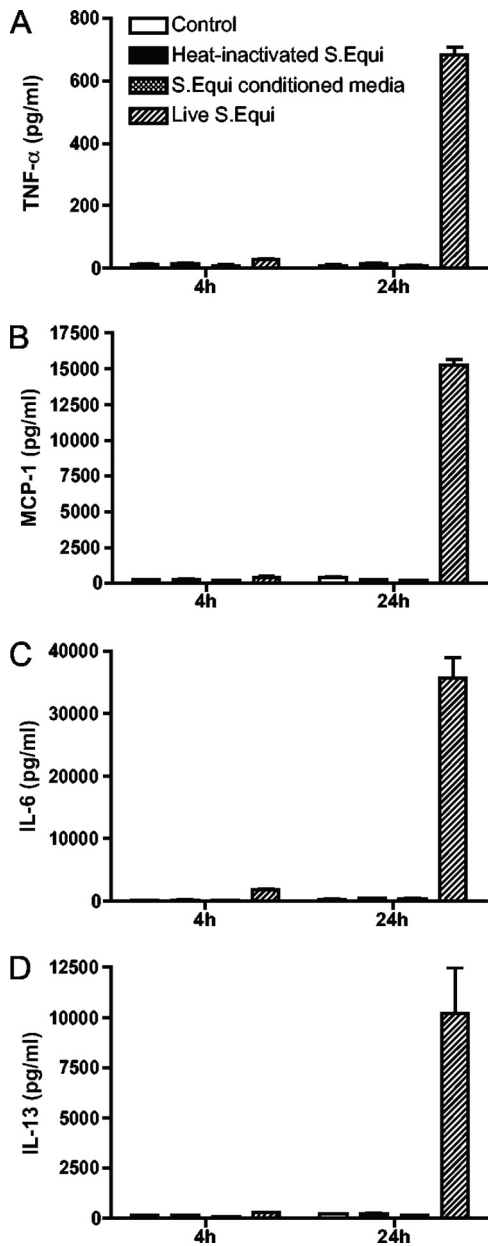 A
TNF-α (pg/ml)
800
600
400
200
0
Control
Heat-inactivated S.Equi
S.Equi conditioned media
Live S.Equi
4h
24h
B
MCP-1 (pg/ml)
17500
15000
12500
10000
7500
5000
2500
0
4h
24h
C
IL-6 (pg/ml)
40000
30000
20000
10000
0
4h
24h
D
IL-13 (pg/ml)
12500
10000
7500
5000
2500
0
4h
24h